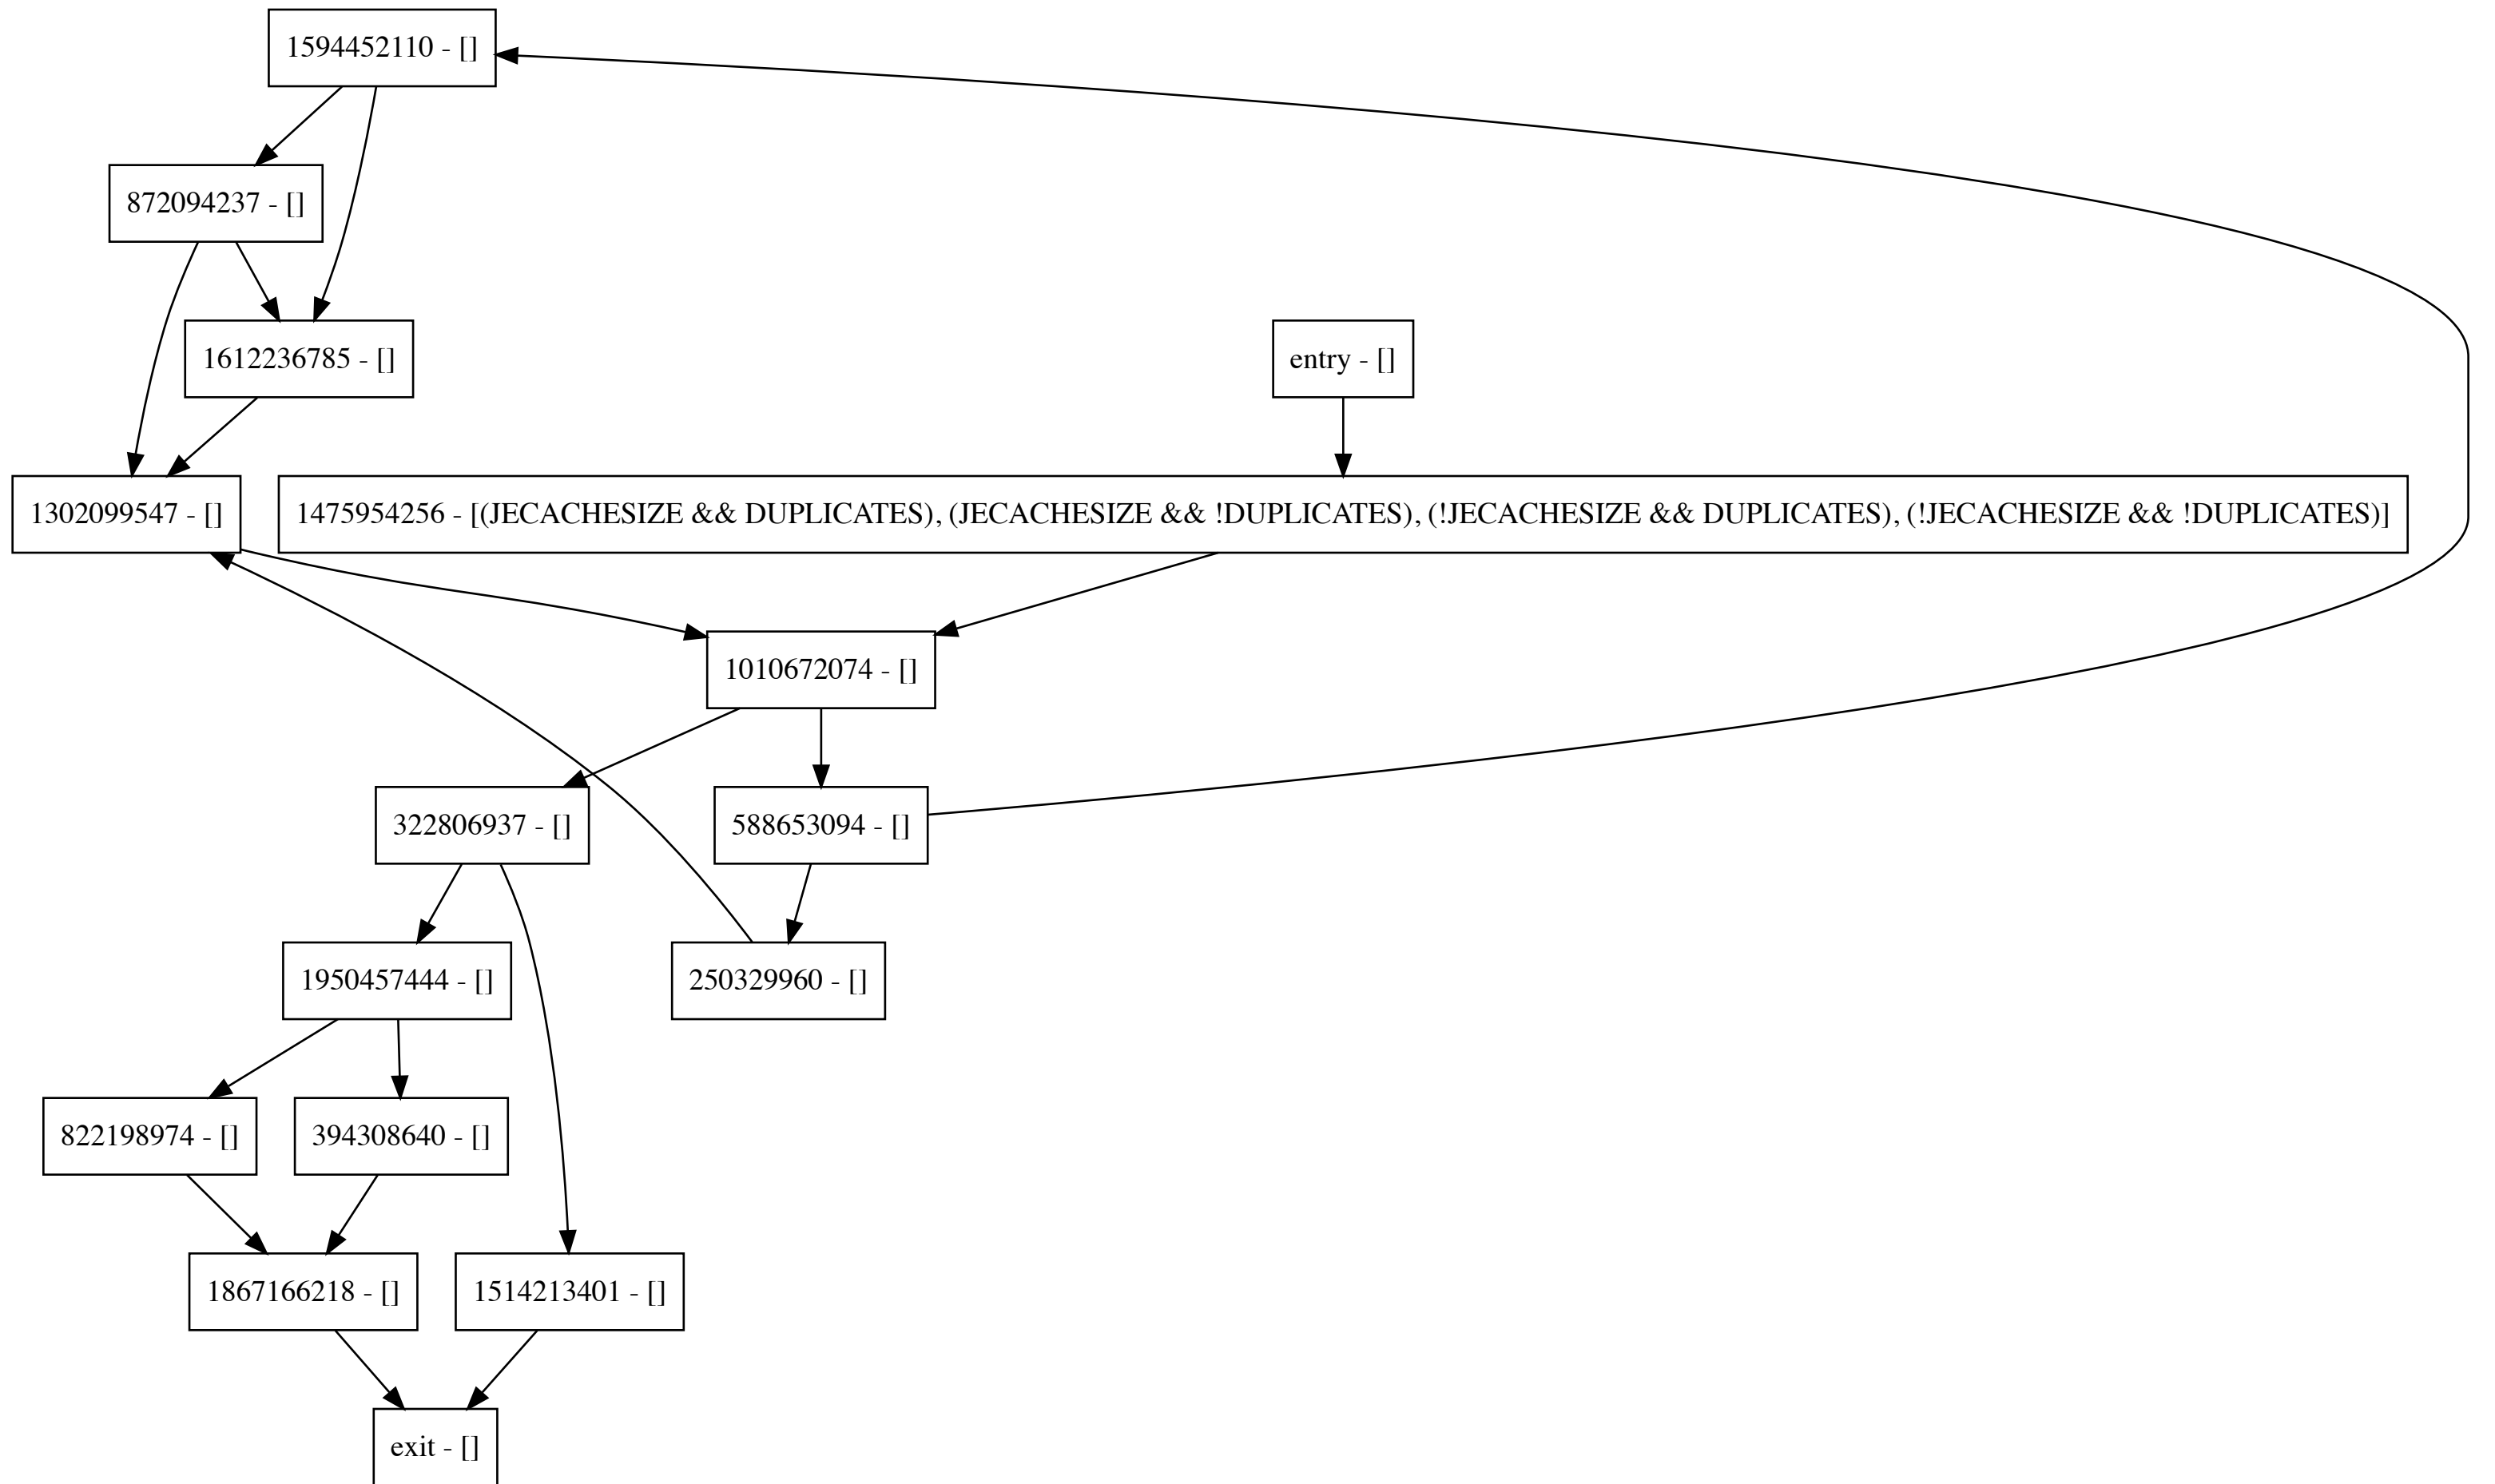 1594452110 - []
872094237 - []
1612236785 - []
entry - []
1302099547 - []
1475954256 - [(JECACHESIZE && DUPLICATES), (JECACHESIZE && !DUPLICATES), (!JECACHESIZE && DUPLICATES), (!JECACHESIZE && !DUPLICATES)]
1010672074 - []
322806937 - []
588653094 - []
1950457444 - []
250329960 - []
822198974 - []
394308640 - []
1867166218 - []
1514213401 - []
exit - []